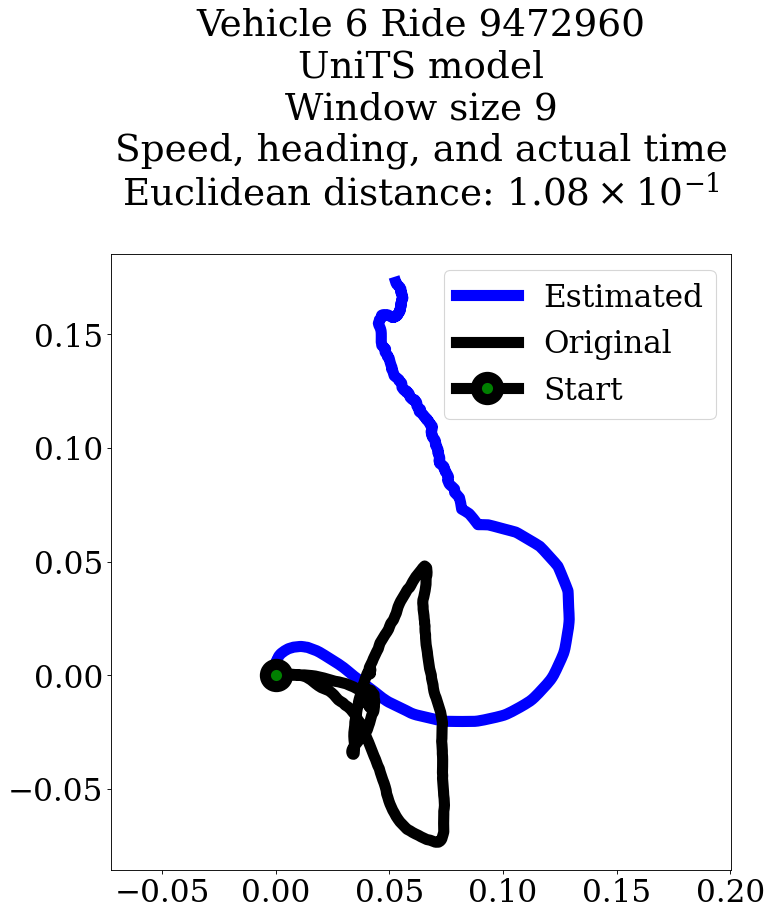 Vehicle 6 Ride 9472960
UniTS model
Window size 9
Speed, heading, and actual time
Euclidean distance: 1.08 × 10⁻¹
Estimated
Original
Start
0.15
0.10
0.05
0.00
−0.05
−0.05 0.00 0.05 0.10 0.15 0.20